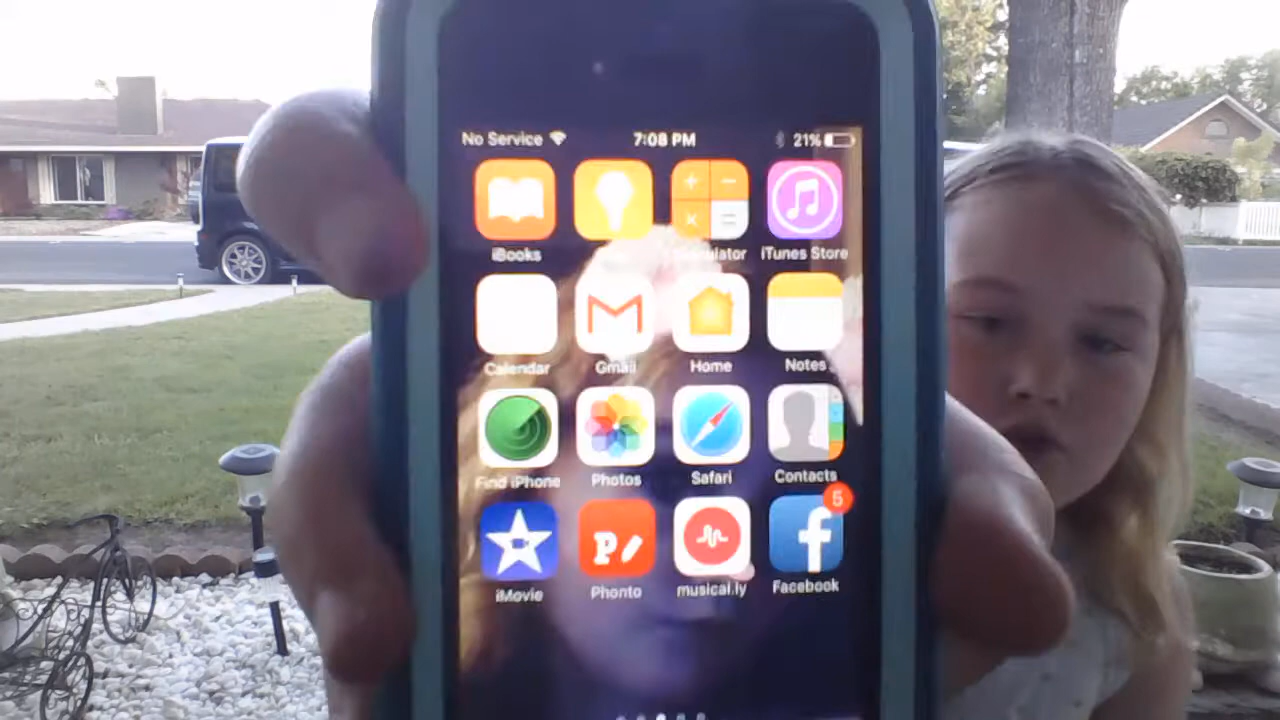 No Service 7:08 PM 21%
iBooks Calculator iTunes Store
Calendar Gmail Home Notes
Find iPhone Photos Safari Contacts
5
P
f
iMovie Phonto musical.ly Facebook